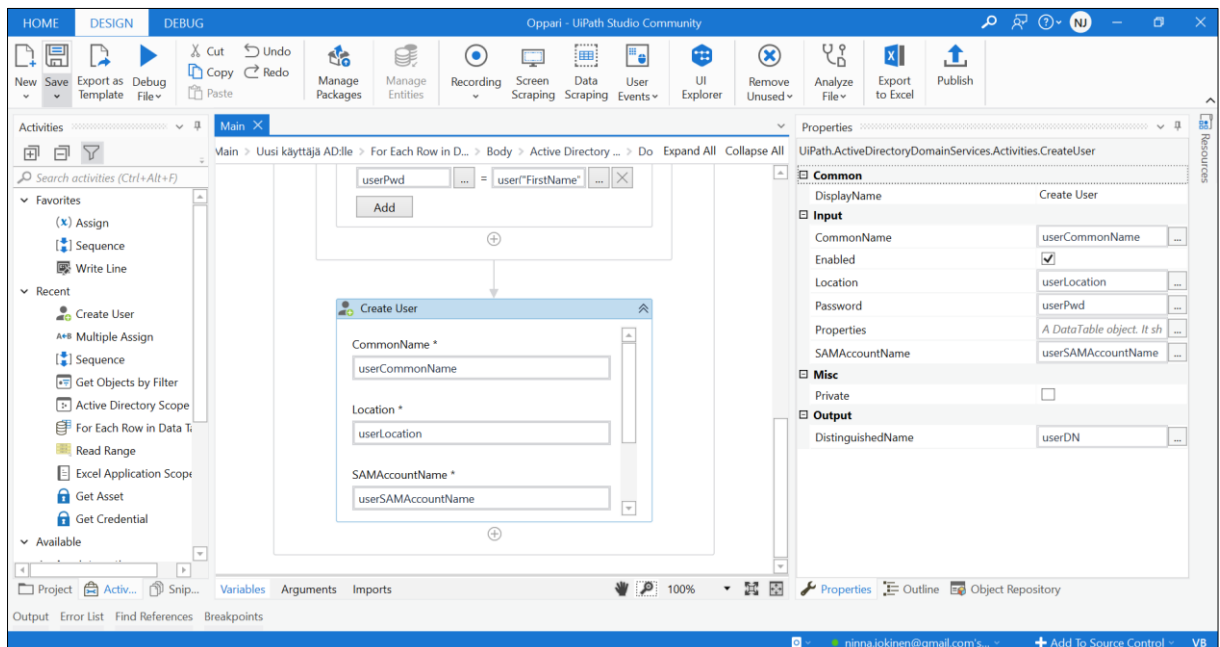 HOME DESIGN DEBUG Oppari - UiPath Studio Community NJ
New Save Export as Template Debug File Cut Copy Paste Undo Redo Manage Packages Manage Entities Recording Screen Scraping Data Scraping User Events UI Explorer Remove Unused Analyze File Export to Excel Publish
Activities
Search activities (Ctrl+Alt+F)
Favorites
Assign
Sequence
Write Line
Recent
Create User
Multiple Assign
Sequence
Get Objects by Filter
Active Directory Scope
For Each Row in Data Ta
Read Range
Excel Application Scope
Get Asset
Get Credential
Available
Project Activ... Snip...
Main
Main > Uusi käyttäjä AD:lle > For Each Row in D... > Body > Active Directory ... > Do Expand All Collapse All
userPwd ... = user("FirstName" ...
Add
Create User
CommonName *
userCommonName
Location *
userLocation
SAMAccountName *
userSAMAccountName
Variables Arguments Imports 100%
Properties
UiPath.ActiveDirectoryDomainServices.Activities.CreateUser
Common
DisplayName Create User
Input
CommonName userCommonName ...
Enabled
Location userLocation ...
Password userPwd ...
Properties A DataTable object. It sh ...
SAMAccountName userSAMAccountName ...
Misc
Private
Output
DistinguishedName userDN ...
Properties Outline Object Repository
Resources
Output Error List Find References Breakpoints
ninna.jokinen@gmail.com's... Add To Source Control VB